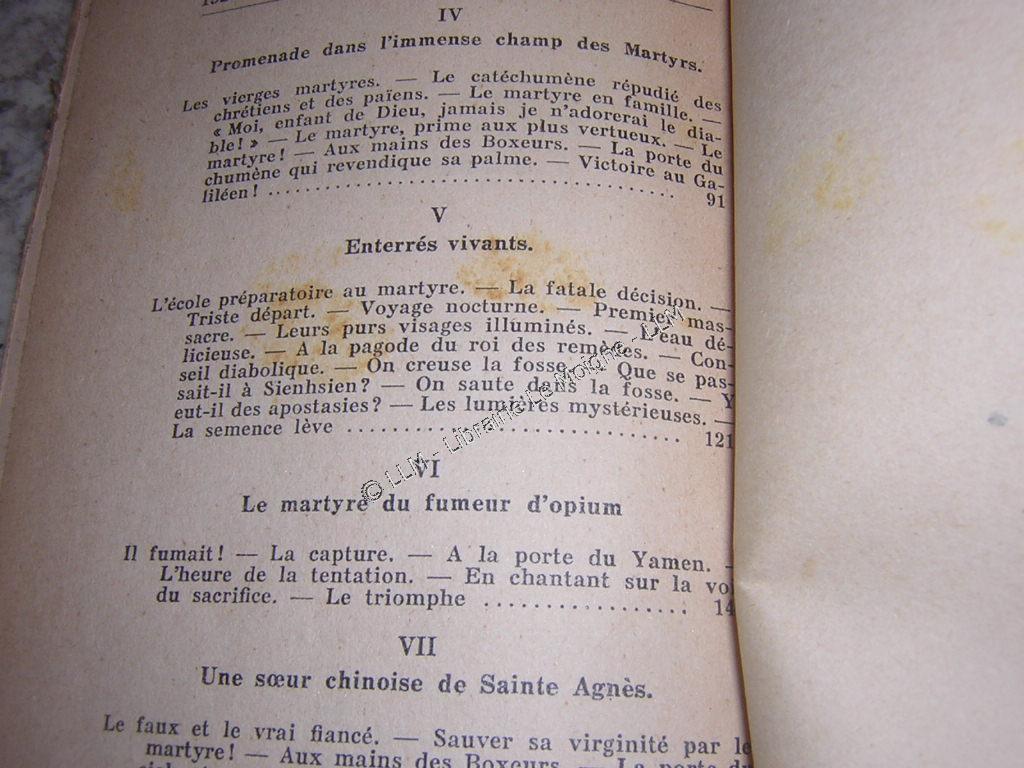 IV
Promenade dans l'immense champ des Martyrs.
Les vierges martyres. — Le catéchumène répudié des
chrétiens et des païens. — Le martyre en famille. —
« Moi, enfant de Dieu, jamais je n'adorerai le dia-
ble! » — Le martyre, prime aux plus vertueux. — Le
martyre! — Aux mains des Boxeurs. — La porte du
chumène qui revendique sa palme. — Victoire au Ga-
liléen! .......................................... 91
V
Enterrés vivants.
L'école préparatoire au martyre. — La fatale décision. —
Triste départ. — Voyage nocturne. — Premier mas-
sacre. — Leurs purs visages illuminés. — L'eau dé-
licieuse. — A la pagode du roi des remèdes. — Con-
seil diabolique. — On creuse la fosse. — Que se pas-
sait-il à Sienhsien? — On saute dans la fosse. — Y
eut-il des apostasies? — Les lumières mystérieuses. —
La semence lève ................................ 121
© LLM - Librairie Le Moigne - LLM
VI
Le martyre du fumeur d'opium
Il fumait! — La capture. — A la porte du Yamen. -
L'heure de la tentation. — En chantant sur la voi
du sacrifice. — Le triomphe .................. 14
VII
Une sœur chinoise de Sainte Agnès.
Le faux et le vrai fiancé. — Sauver sa virginité par le
martyre! — Aux mains des Boxeurs. — La porte du